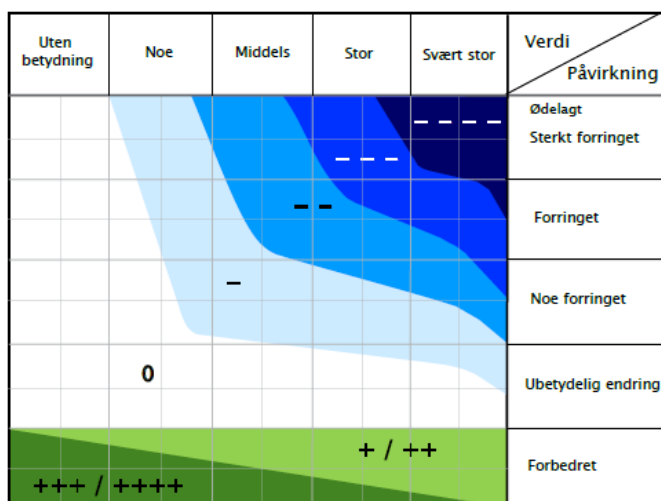 Uten
betydning
Noe
Middels
Stor
Svært stor
Verdi
Påvirkning
Ødelagt
Sterkt forringet
– – – –
– – –
Forringet
– –
Noe forringet
–
Ubetydelig endring
0
Forbedret
+ / ++
+++ / ++++